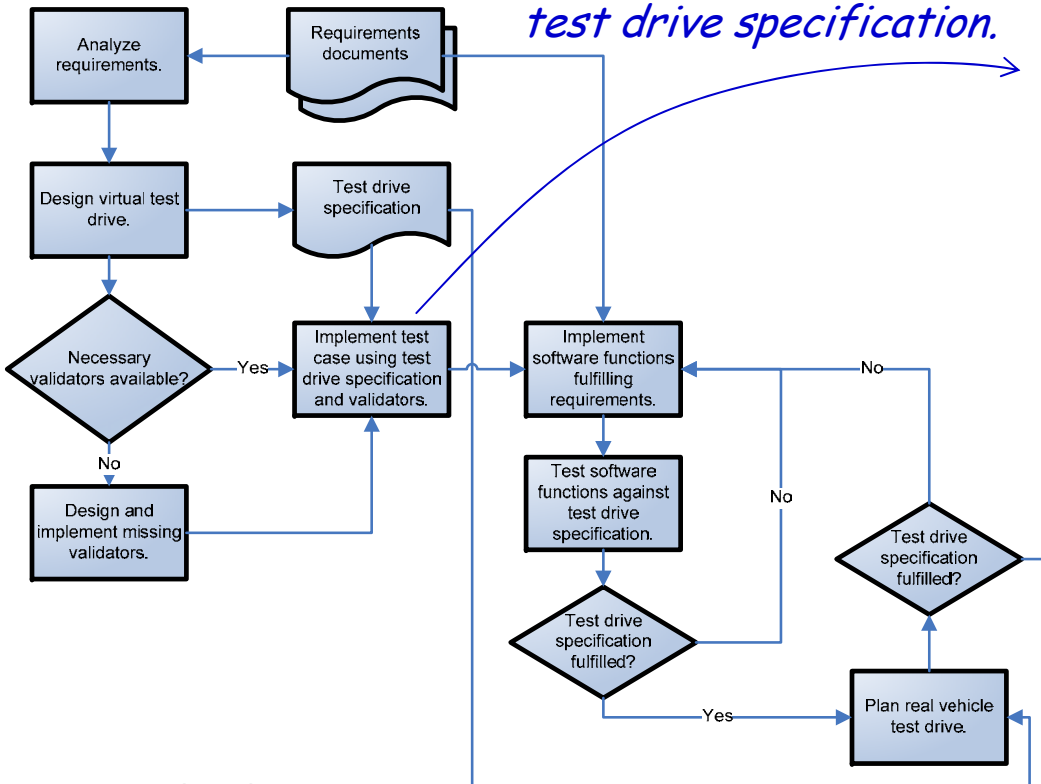 test drive specification.
Analyze
requirements.
Requirements
documents
Design virtual test
drive.
Test drive
specification
Necessary
validators available?
Yes
Implement test
case using test
drive specification
and validators.
Implement
software functions
fulfilling
requirements.
No
No
Design and
implement missing
validators.
Test software
functions against
test drive
specification.
No
Test drive
specification
fulfilled?
Test drive
specification
fulfilled?
Yes
Plan real vehicle
test drive.